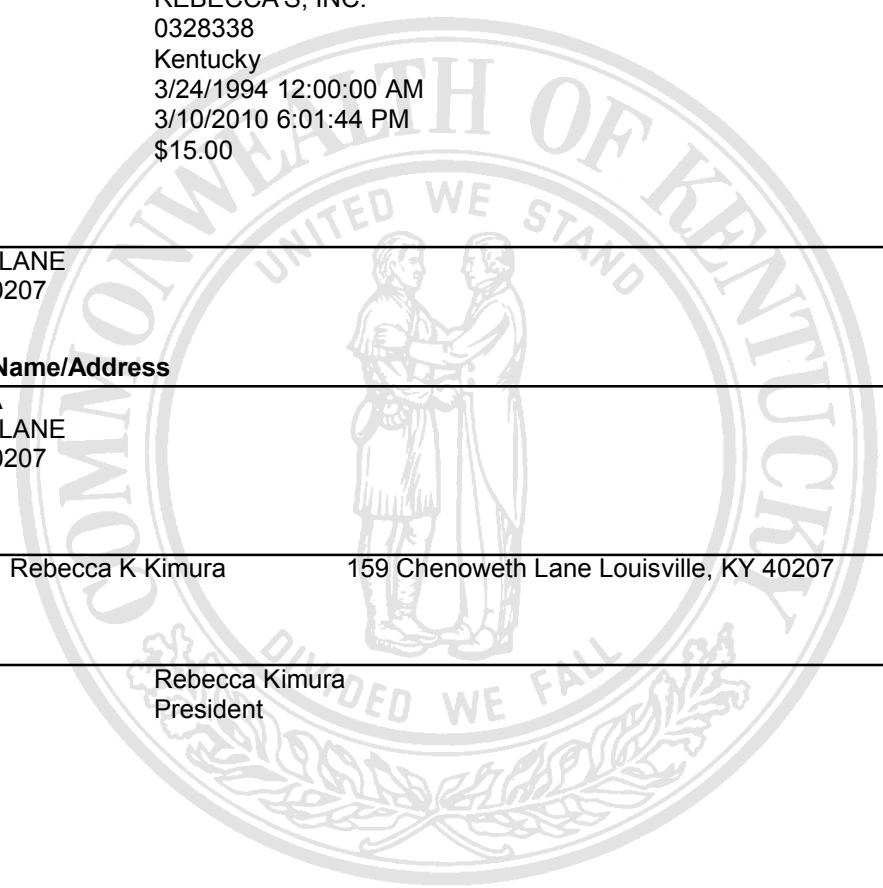 REBECCA'S, INC.
0328338
Kentucky
3/24/1994 12:00:00 AM
3/10/2010 6:01:44 PM
$15.00
COMMONWEALTH OF KENTUCKY
UNITED WE STAND
LANE
0207
Name/Address
A
LANE
0207
Rebecca K Kimura 159 Chenoweth Lane Louisville, KY 40207
Rebecca Kimura
President
DIVIDED WE FALL